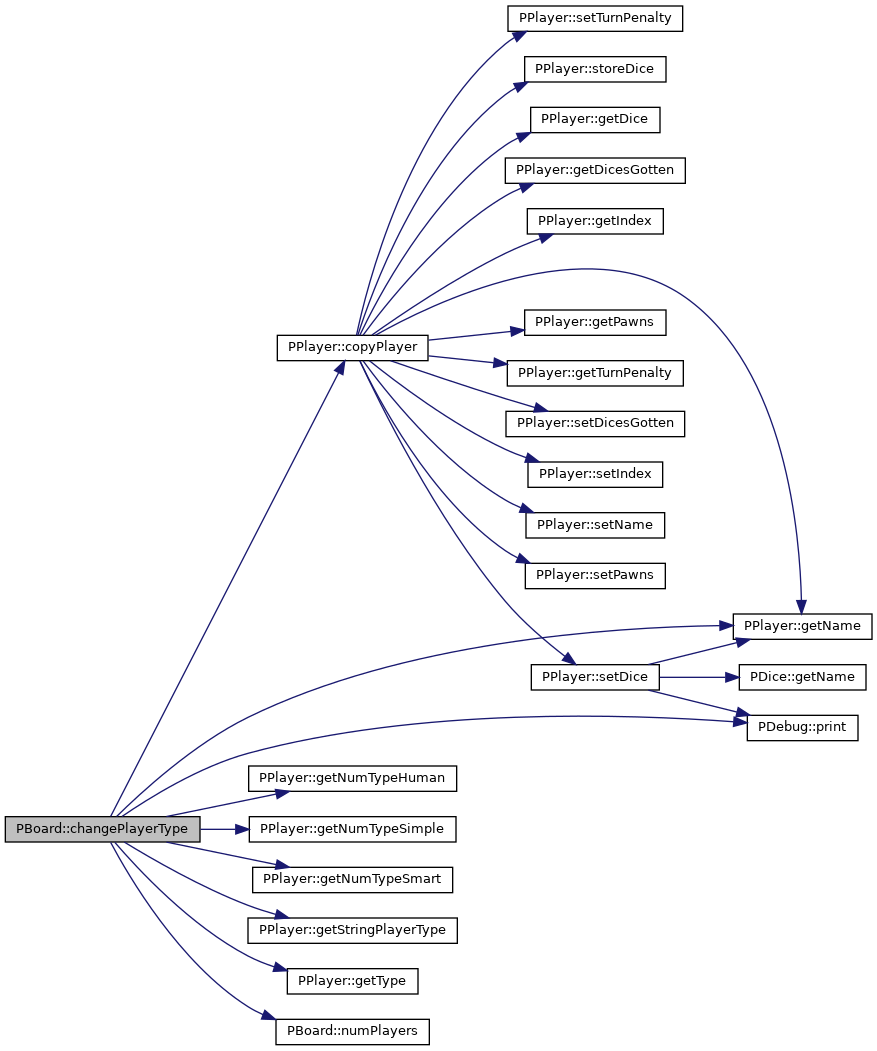 PPlayer::setTurnPenalty
PPlayer::storeDice
PPlayer::getDice
PPlayer::getDicesGotten
PPlayer::getIndex
PPlayer::getPawns
PPlayer::copyPlayer
PPlayer::getTurnPenalty
PPlayer::setDicesGotten
PPlayer::setIndex
PPlayer::setName
PPlayer::setPawns
PPlayer::getName
PPlayer::setDice
PDice::getName
PDebug::print
PPlayer::getNumTypeHuman
PBoard::changePlayerType
PPlayer::getNumTypeSimple
PPlayer::getNumTypeSmart
PPlayer::getStringPlayerType
PPlayer::getType
PBoard::numPlayers